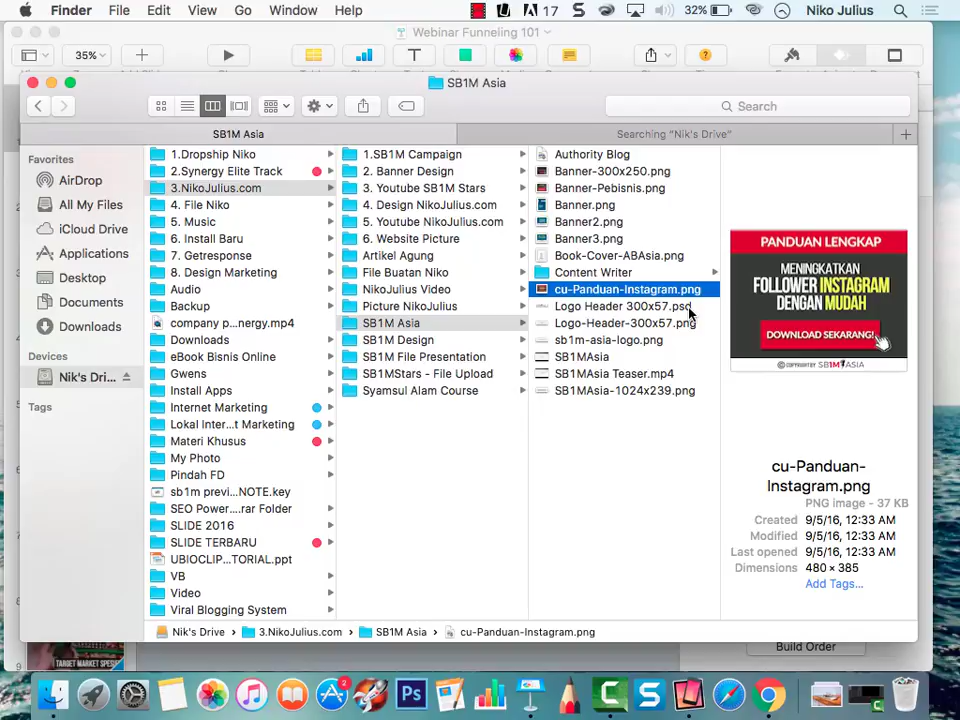 Finder File Edit View Go Window Help 17 32% Niko Julius
Webinar Funneling 101
35%
SB1M Asia
Search
SB1M Asia Searching "Nik's Drive"
Favorites
AirDrop
All My Files
iCloud Drive
Applications
Desktop
Documents
Downloads
Devices
Nik's Dri...
Tags
1.Dropship Niko
2.Synergy Elite Track
3.NikoJulius.com
4. File Niko
5. Music
6. Install Baru
7. Getresponse
8. Design Marketing
Audio
Backup
company p...nergy.mp4
Downloads
eBook Bisnis Online
Gwens
Install Apps
Internet Marketing
Lokal Inter...t Marketing
Materi Khusus
My Photo
Pindah FD
sb1m previ...NOTE.key
SEO Power...rar Folder
SLIDE 2016
SLIDE TERBARU
UBIOCLIP...TORIAL.ppt
VB
Video
Viral Blogging System
1.SB1M Campaign
2. Banner Design
3. Youtube SB1M Stars
4. Design NikoJulius.com
5. Youtube NikoJulius.com
6. Website Picture
Artikel Agung
File Buatan Niko
NikoJulius Video
Picture NikoJulius
SB1M Asia
SB1M Design
SB1M File Presentation
SB1MStars - File Upload
Syamsul Alam Course
Authority Blog
Banner-300x250.png
Banner-Pebisnis.png
Banner.png
Banner2.png
Banner3.png
Book-Cover-ABAsia.png
Content Writer
cu-Panduan-Instagram.png
Logo Header 300x57.psd
Logo-Header-300x57.png
sb1m-asia-logo.png
SB1MAsia
SB1MAsia Teaser.mp4
SB1MAsia-1024x239.png
PANDUAN LENGKAP
MENINGKATKAN
FOLLOWER INSTAGRAM
DENGAN MUDAH
DOWNLOAD SEKARANG!
COPYRIGHT BY SB1M ASIA
cu-Panduan-
Instagram.png
PNG image - 37 KB
Created 9/5/16, 12:33 AM
Modified 9/5/16, 12:33 AM
Last opened 9/5/16, 12:33 AM
Dimensions 480 × 385
Add Tags...
Nik's Drive 3.NikoJulius.com SB1M Asia cu-Panduan-Instagram.png
Build Order
9 TARGET MARKET SPESI
2
Ps